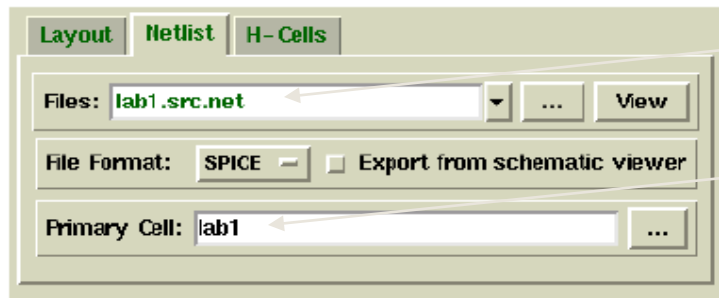 Layout Netlist H-Cells
Files: lab1.src.net ... View
File Format: SPICE Export from schematic viewer
Primary Cell: lab1 ...